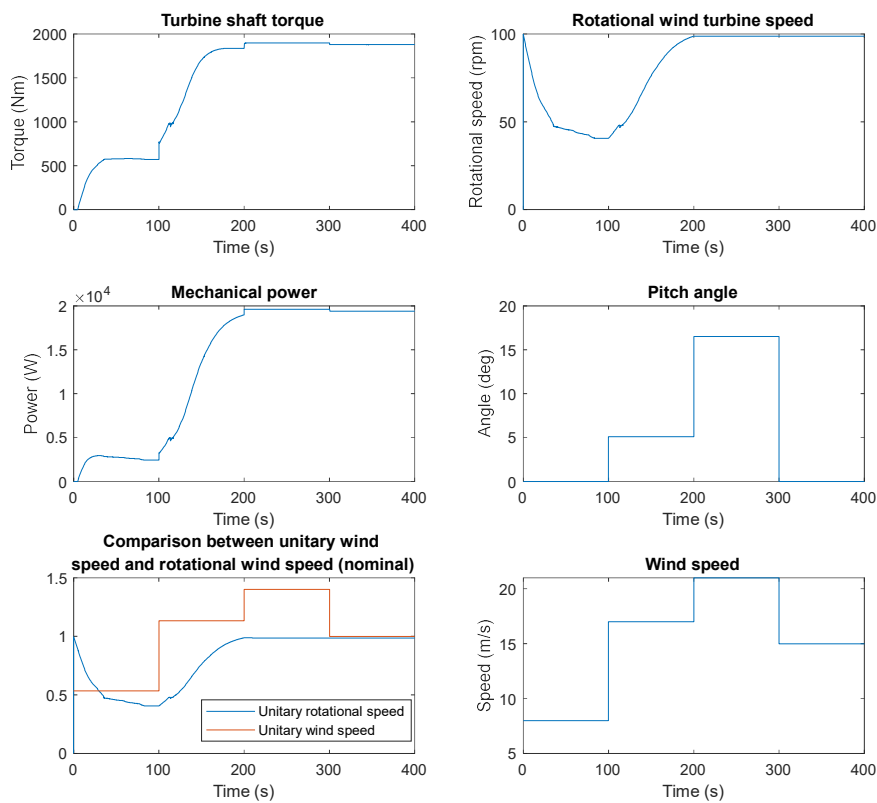 Turbine shaft torque
2000
1500
1000
500
0
Torque (Nm)
0 100 200 300 400
Time (s)
Rotational wind turbine speed
100
50
0
Rotational speed (rpm)
0 100 200 300 400
Time (s)
Mechanical power
×10^4
2
1.5
1
0.5
0
Power (W)
0 100 200 300 400
Time (s)
Pitch angle
20
15
10
5
0
Angle (deg)
0 100 200 300 400
Time (s)
Comparison between unitary wind
speed and rotational wind speed (nominal)
1.5
1
0.5
0
Unitary rotational speed
Unitary wind speed
0 100 200 300 400
Time (s)
Wind speed
20
15
10
5
Speed (m/s)
0 100 200 300 400
Time (s)